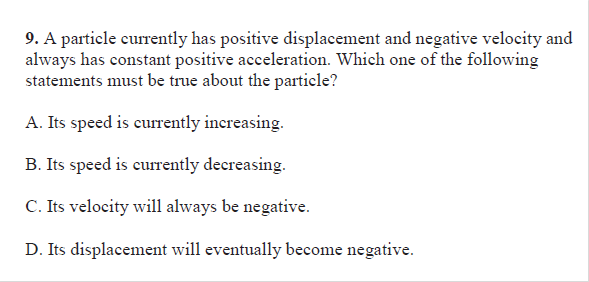 9. A particle currently has positive displacement and negative velocity and
always has constant positive acceleration. Which one of the following
statements must be true about the particle?
A. Its speed is currently increasing.
B. Its speed is currently decreasing.
C. Its velocity will always be negative.
D. Its displacement will eventually become negative.